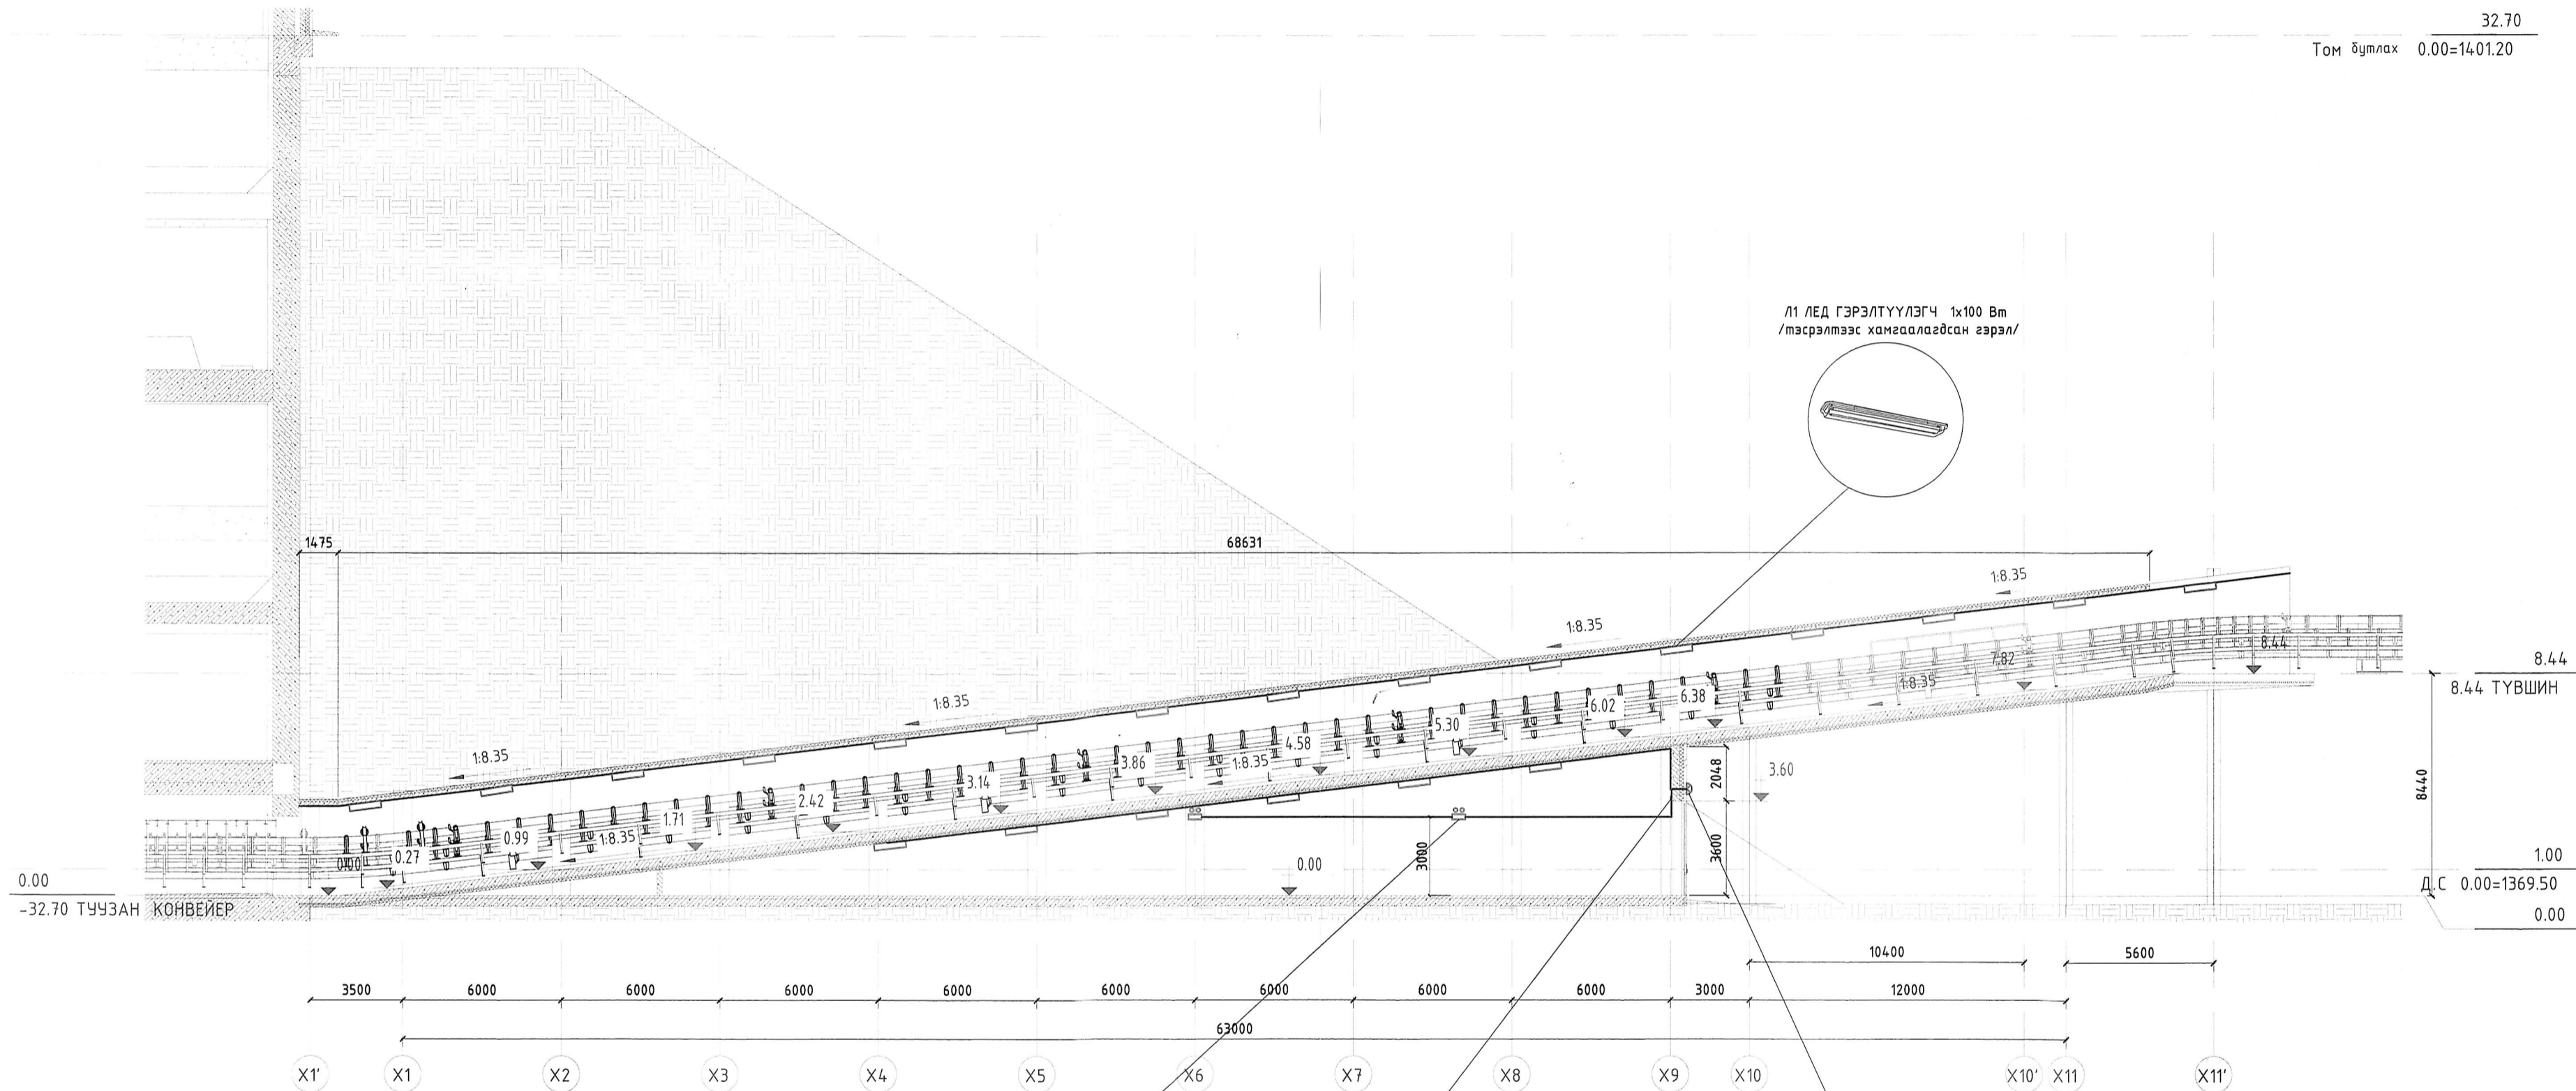 32.70
Том бутлах 0.00=1401.20
Л1 ЛЕД ГЭРЭЛТҮҮЛЭГЧ 1x100 Вт
/тэсрэлтээс хамгаалагдсан гэрэл/
1475
68631
1:8.35
1:8.35
1:8.35
1:8.35
8.44
7.82
1:8.35
8.44
8.44 ТҮВШИН
6.38
6.02
5.30
4.58
3.86
1:8.35
3.14
2.42
1.71
1:8.35
0.99
0.27
0.00
2048
3.60
8440
3600
3000
0.00
0.00
-32.70 ТУУЗАН КОНВЕЙЕР
1.00
Д.С 0.00=1369.50
0.00
10400
5600
3500
6000
6000
6000
6000
6000
6000
6000
6000
3000
12000
63000
X1'
X1
X2
X3
X4
X5
X6
X7
X8
X9
X10
X10'
X11
X11'